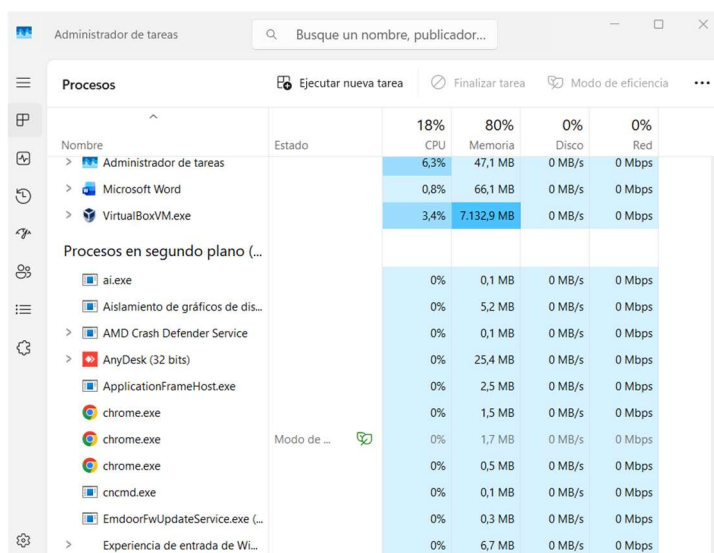 Administrador de tareas
Busque un nombre, publicador...
Procesos
Ejecutar nueva tarea
Finalizar tarea
Modo de eficiencia
18% 80% 0% 0%
Nombre Estado CPU Memoria Disco Red
Administrador de tareas 6,3% 47,1 MB 0 MB/s 0 Mbps
Microsoft Word 0,8% 66,1 MB 0 MB/s 0 Mbps
VirtualBoxVM.exe 3,4% 7.132,9 MB 0 MB/s 0 Mbps
Procesos en segundo plano (...
ai.exe 0% 0,1 MB 0 MB/s 0 Mbps
Aislamiento de gráficos de dis... 0% 5,2 MB 0 MB/s 0 Mbps
AMD Crash Defender Service 0% 0,1 MB 0 MB/s 0 Mbps
AnyDesk (32 bits) 0% 25,4 MB 0 MB/s 0 Mbps
ApplicationFrameHost.exe 0% 2,5 MB 0 MB/s 0 Mbps
chrome.exe 0% 1,5 MB 0 MB/s 0 Mbps
chrome.exe Modo de ... 0% 1,7 MB 0 MB/s 0 Mbps
chrome.exe 0% 0,5 MB 0 MB/s 0 Mbps
cncmd.exe 0% 0,1 MB 0 MB/s 0 Mbps
EmdoorFwUpdateService.exe (... 0% 0,3 MB 0 MB/s 0 Mbps
Experiencia de entrada de Wi... 0% 6,7 MB 0 MB/s 0 Mbps